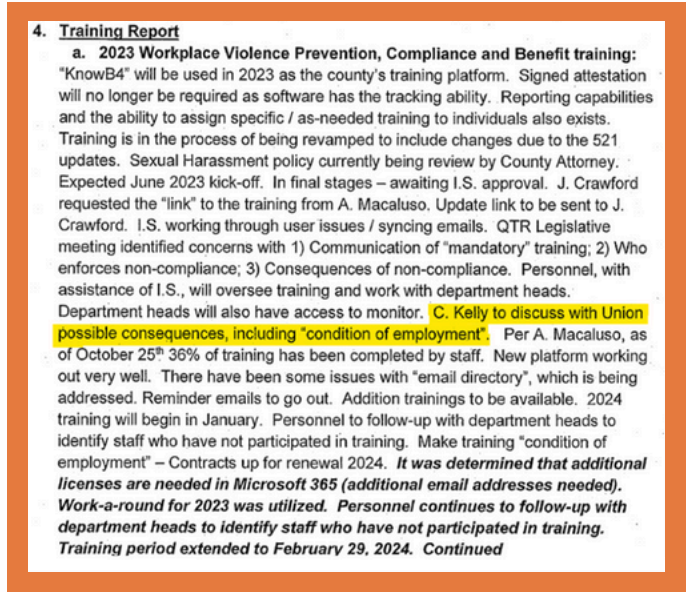 4. Training Report
a. 2023 Workplace Violence Prevention, Compliance and Benefit training:
"KnowB4" will be used in 2023 as the county's training platform. Signed attestation
will no longer be required as software has the tracking ability. Reporting capabilities
and the ability to assign specific / as-needed training to individuals also exists.
Training is in the process of being revamped to include changes due to the 521
updates. Sexual Harassment policy currently being review by County Attorney.
Expected June 2023 kick-off. In final stages – awaiting I.S. approval. J. Crawford
requested the "link" to the training from A. Macaluso. Update link to be sent to J.
Crawford. I.S. working through user issues / syncing emails. QTR Legislative
meeting identified concerns with 1) Communication of "mandatory" training; 2) Who
enforces non-compliance; 3) Consequences of non-compliance. Personnel, with
assistance of I.S., will oversee training and work with department heads.
Department heads will also have access to monitor. C. Kelly to discuss with Union
possible consequences, including "condition of employment". Per A. Macaluso, as
of October 25th 36% of training has been completed by staff. New platform working
out very well. There have been some issues with "email directory", which is being
addressed. Reminder emails to go out. Addition trainings to be available. 2024
training will begin in January. Personnel to follow-up with department heads to
identify staff who have not participated in training. Make training "condition of
employment" – Contracts up for renewal 2024. It was determined that additional
licenses are needed in Microsoft 365 (additional email addresses needed).
Work-a-round for 2023 was utilized. Personnel continues to follow-up with
department heads to identify staff who have not participated in training.
Training period extended to February 29, 2024. Continued